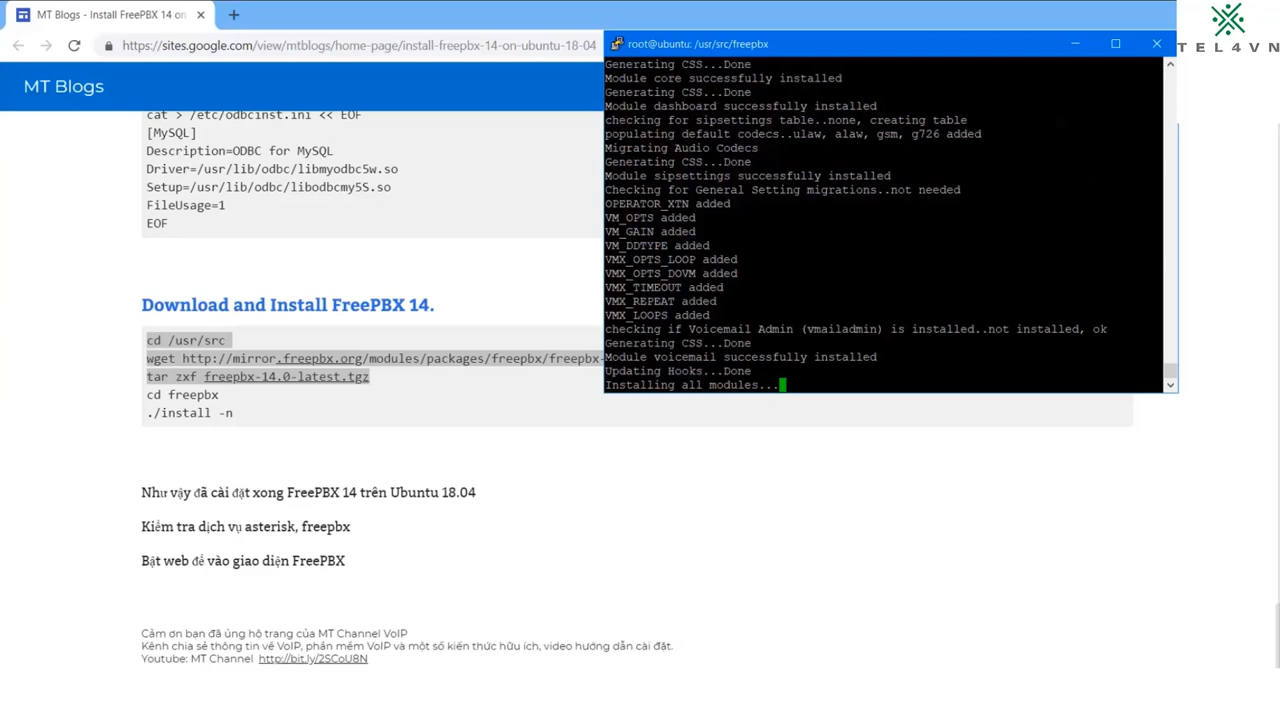 MT Blogs - Install FreePBX 14 on
https://sites.google.com/view/mtblogs/home-page/install-freepbx-14-on-ubuntu-18-04
MT Blogs
cat > /etc/odbcinst.ini << EOF
[MySQL]
Description=ODBC for MySQL
Driver=/usr/lib/odbc/libmyodbc5w.so
Setup=/usr/lib/odbc/libodbcmy5S.so
FileUsage=1
EOF
Download and Install FreePBX 14.
cd /usr/src
wget http://mirror.freepbx.org/modules/packages/freepbx/freepbx-
tar zxf freepbx-14.0-latest.tgz
cd freepbx
./install -n
Như vậy đã cài đặt xong FreePBX 14 trên Ubuntu 18.04
Kiểm tra dịch vụ asterisk, freepbx
Bật web để vào giao diện FreePBX
Cảm ơn bạn đã ủng hộ trang của MT Channel VoIP
Kênh chia sẻ thông tin về VoIP, phần mềm VoIP và một số kiến thức hữu ích, video hướng dẫn cài đặt.
Youtube: MT Channel http://bit.ly/2SCoU8N
root@ubuntu: /usr/src/freepbx
Generating CSS...Done
Module core successfully installed
Generating CSS...Done
Module dashboard successfully installed
checking for sipsettings table..none, creating table
populating default codecs..ulaw, alaw, gsm, g726 added
Migrating Audio Codecs
Generating CSS...Done
Module sipsettings successfully installed
Checking for General Setting migrations..not needed
OPERATOR_XTN added
VM_OPTS added
VM_GAIN added
VM_DDTYPE added
VMX_OPTS_LOOP added
VMX_OPTS_DOVM added
VMX_TIMEOUT added
VMX_REPEAT added
VMX_LOOPS added
checking if Voicemail Admin (vmailadmin) is installed..not installed, ok
Generating CSS...Done
Module voicemail successfully installed
Updating Hooks...Done
Installing all modules...
TEL4VN